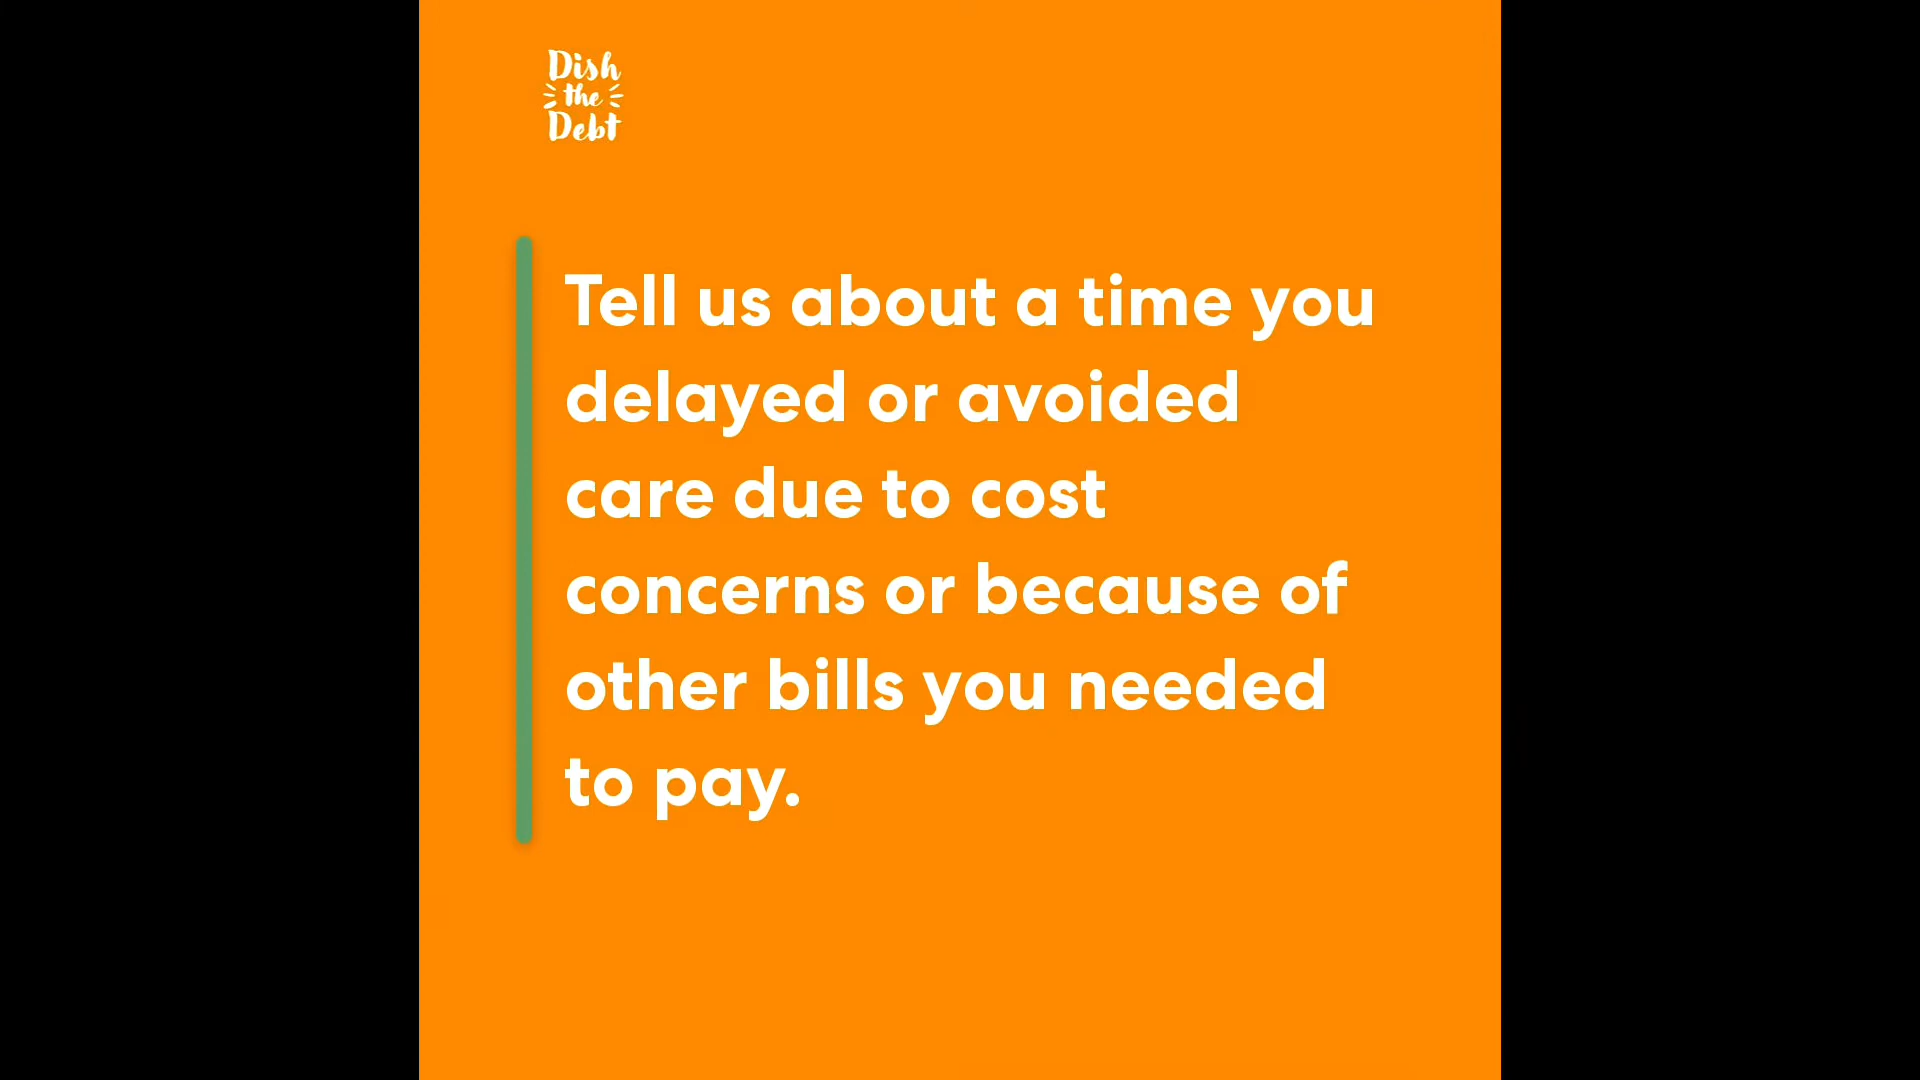 Dish
the
Debt
Tell us about a time you
delayed or avoided
care due to cost
concerns or because of
other bills you needed
to pay.